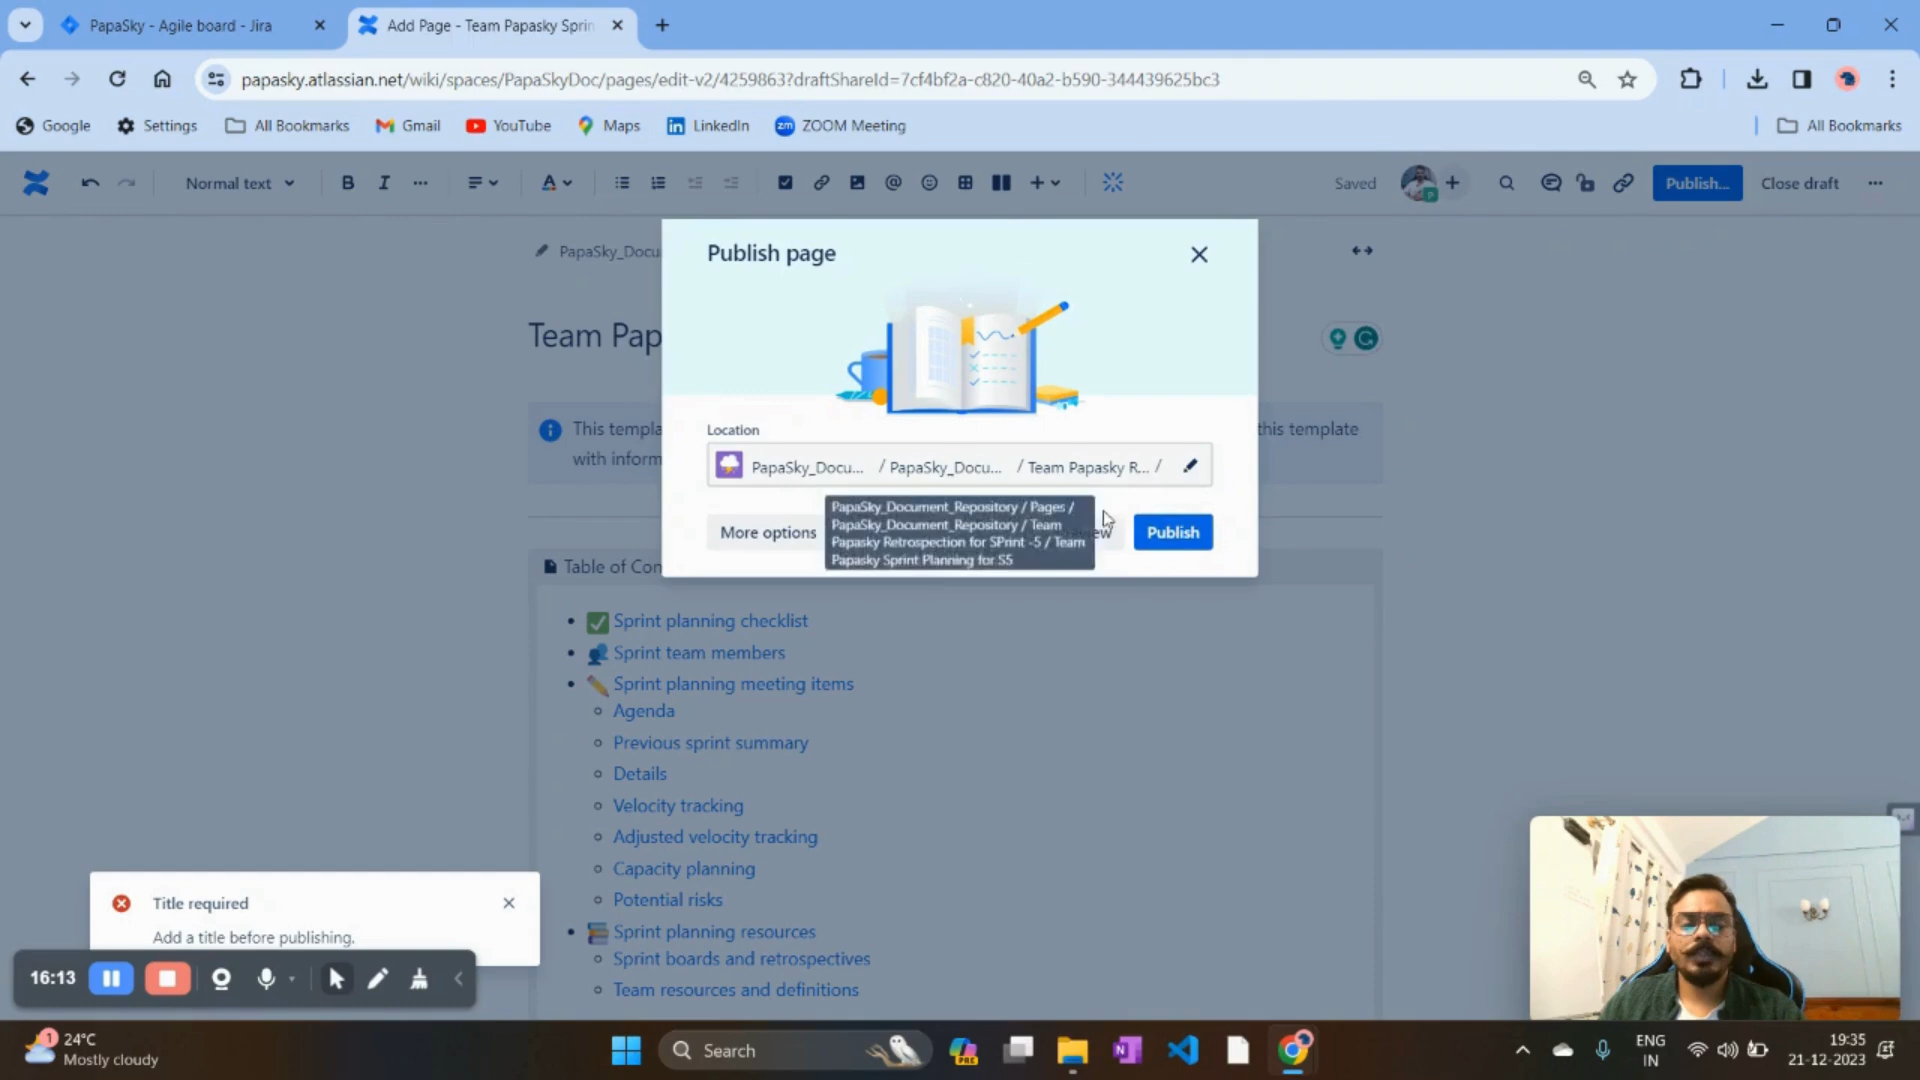 PapaSky - Agile board - Jira
Add Page - Team Papasky Sprin
papasky.atlassian.net/wiki/spaces/PapaSkyDoc/pages/edit-v2/4259863?draftShareId=7cf4bf2a-c820-40a2-b590-344439625bc3
Google
Settings
All Bookmarks
Gmail
YouTube
Maps
LinkedIn
zm
ZOOM Meeting
All Bookmarks
Normal text
B
I
A
Saved
P
Publish...
Close draft
PapaSky_Docu
Publish page
Team Pap
Location
This templa
this template
with inform
PapaSky_Docu... / PapaSky_Docu... / Team Papasky R... /
PapaSky_Document_Repository / Pages /
PapaSky_Document_Repository / Team
Papasky Retrospection for SPrint -5 / Team
Papasky Sprint Planning for S5
More options
Publish
Table of Con
Sprint planning checklist
Sprint team members
Sprint planning meeting items
Agenda
Previous sprint summary
Details
Velocity tracking
Adjusted velocity tracking
Capacity planning
Potential risks
Sprint planning resources
Sprint boards and retrospectives
Team resources and definitions
Title required
Add a title before publishing.
16:13
1
24°C
Mostly cloudy
Search
PRE
N
ENG
IN
19:35
21-12-2023